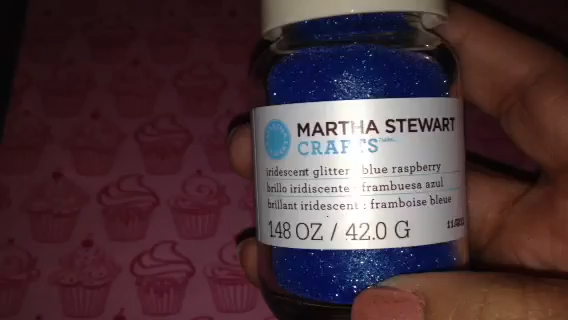 MARTHA STEWART
CRAFTS
iridescent glitter : blue raspberry
brillo iridiscente : frambuesa azul
brillant iridescent : framboise bleue
1.48 OZ / 42.0 G